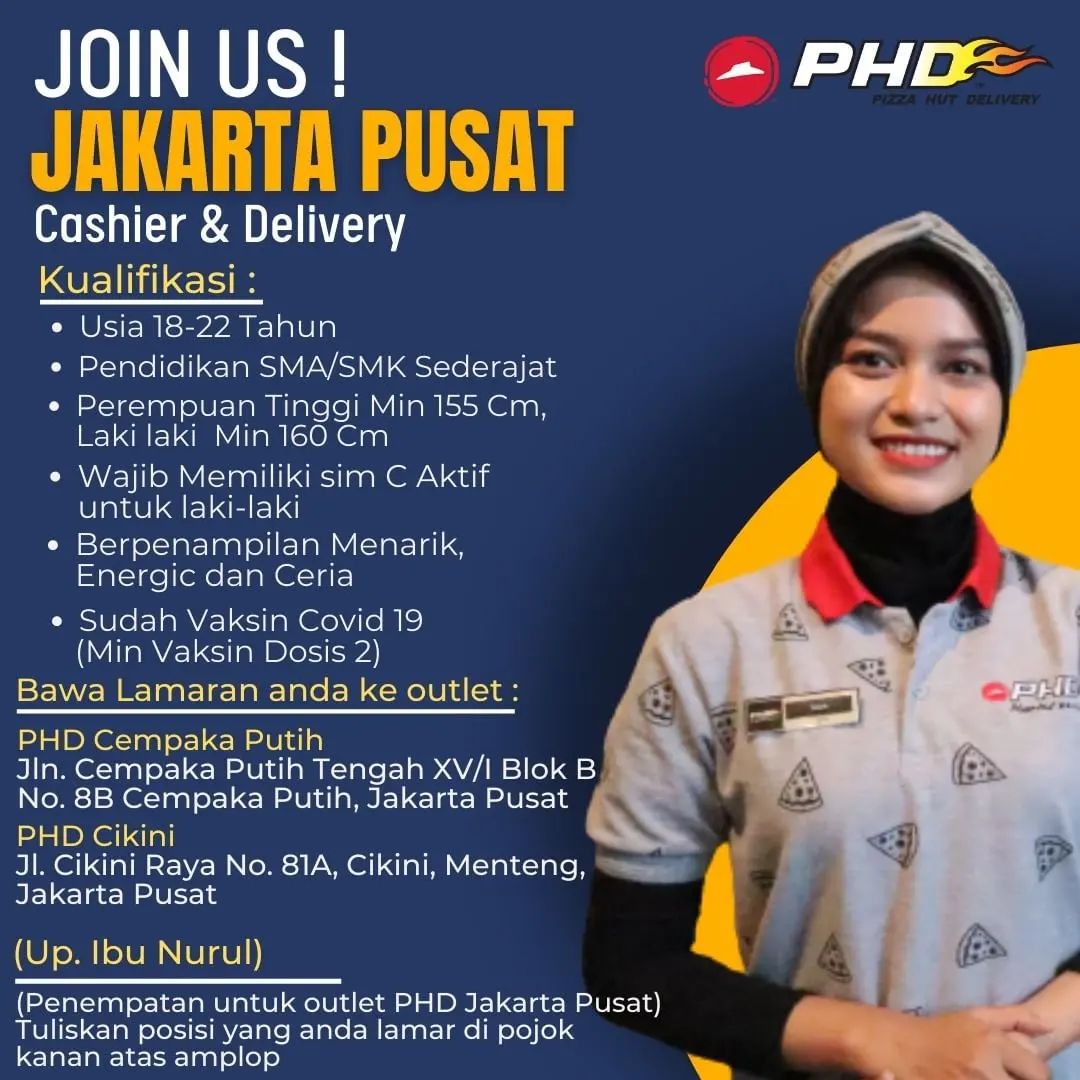 JOIN US !
PHD
PIZZA HUT DELIVERY
JAKARTA PUSAT
Cashier & Delivery
Kualifikasi :
• Usia 18-22 Tahun
• Pendidikan SMA/SMK Sederajat
• Perempuan Tinggi Min 155 Cm,
Laki laki Min 160 Cm
• Wajib Memiliki sim C Aktif
untuk laki-laki
• Berpenampilan Menarik,
Energic dan Ceria
• Sudah Vaksin Covid 19
(Min Vaksin Dosis 2)
Bawa Lamaran anda ke outlet :
PHD Cempaka Putih
Jln. Cempaka Putih Tengah XV/I Blok B
No. 8B Cempaka Putih, Jakarta Pusat
PHD Cikini
Jl. Cikini Raya No. 81A, Cikini, Menteng,
Jakarta Pusat
(Up. Ibu Nurul)
(Penempatan untuk outlet PHD Jakarta Pusat)
Tuliskan posisi yang anda lamar di pojok
kanan atas amplop